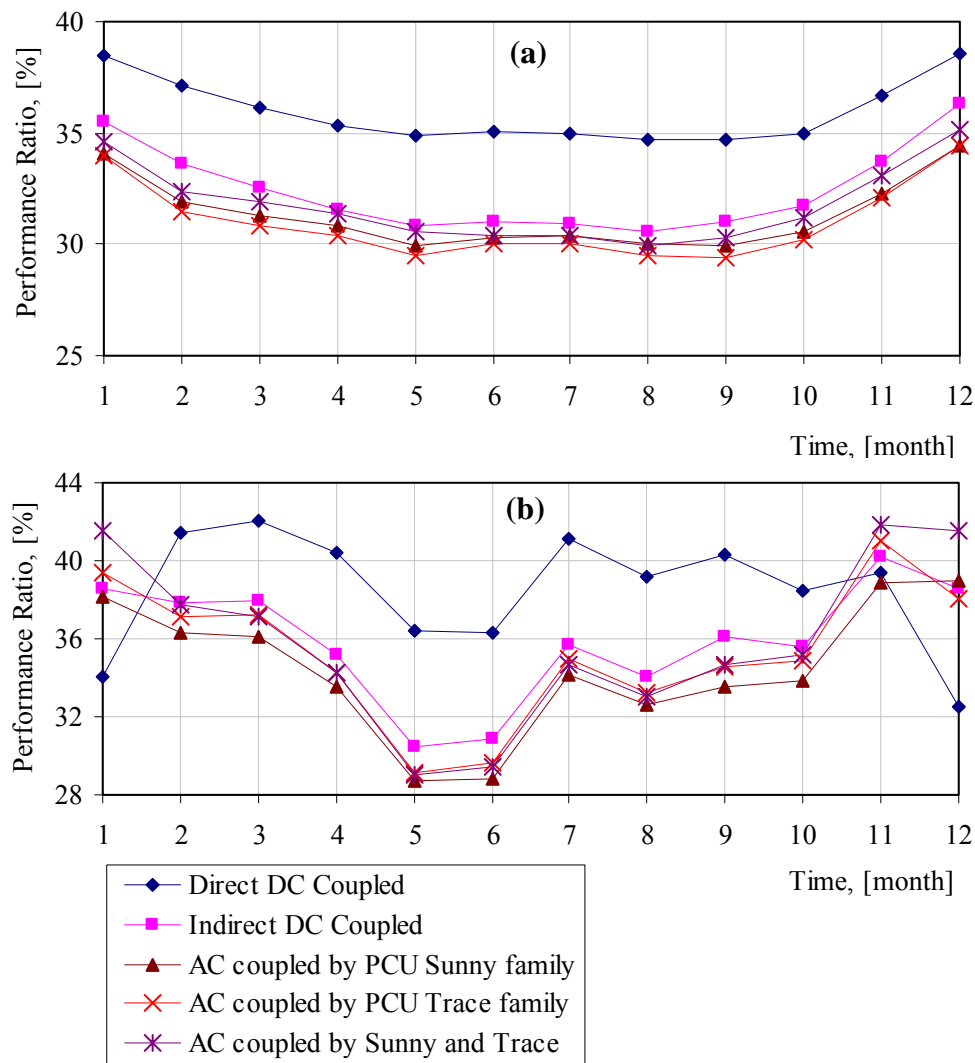 40
35
30
25
Performance Ratio, [%]
(a)
1 2 3 4 5 6 7 8 9 10 11 12
Time, [month]
44
40
36
32
28
Performance Ratio, [%]
(b)
1 2 3 4 5 6 7 8 9 10 11 12
Time, [month]
Direct DC Coupled
Indirect DC Coupled
AC coupled by PCU Sunny family
AC coupled by PCU Trace family
AC coupled by Sunny and Trace